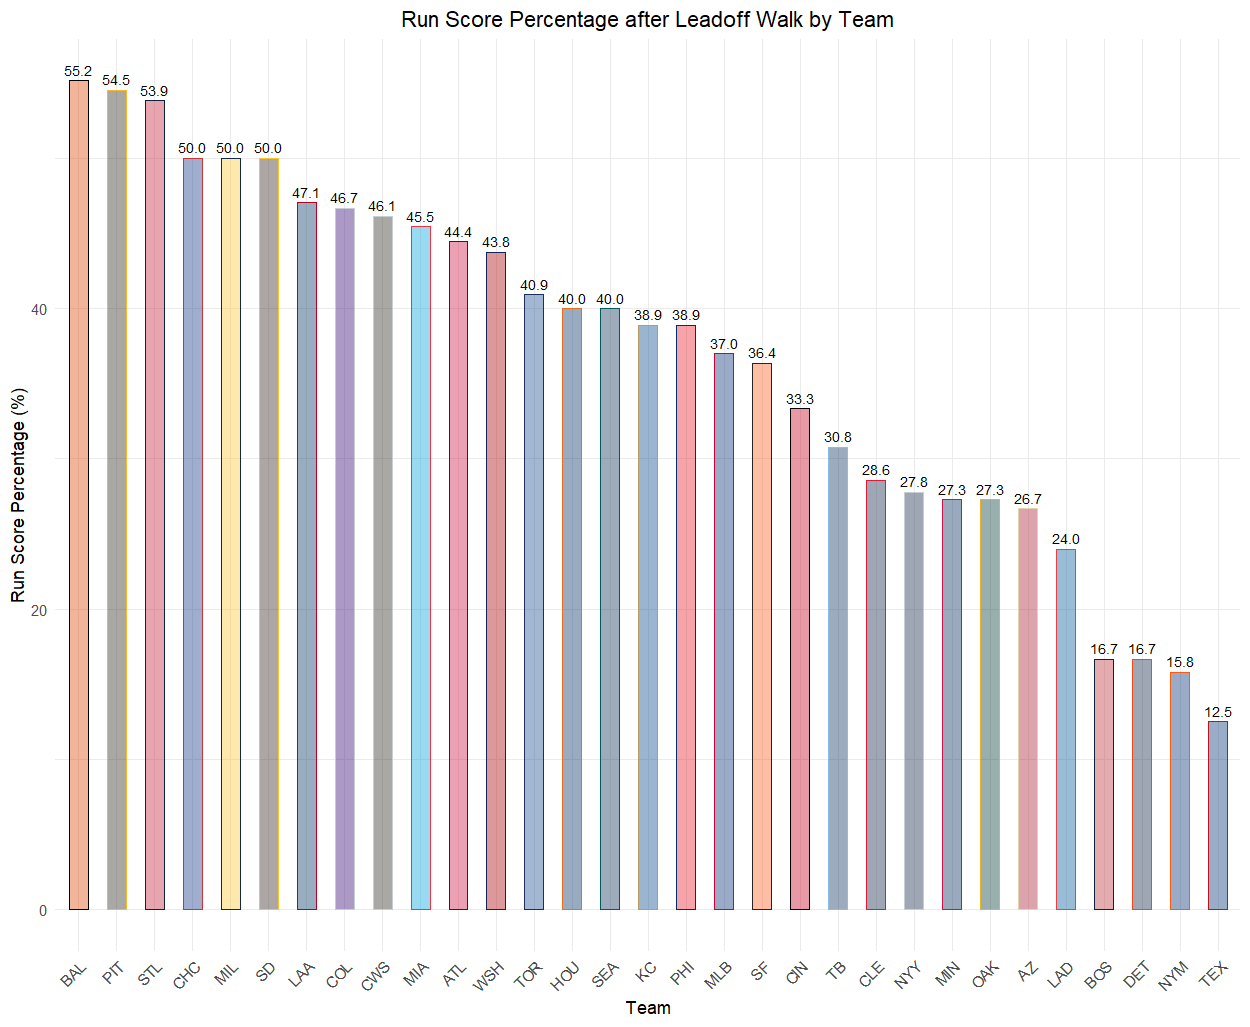 Run Score Percentage after Leadoff Walk by Team
55.2
54.5
53.9
50.0
50.0
50.0
47.1
46.7
46.1
45.5
44.4
43.8
40.9
40.0
40.0
38.9
38.9
37.0
36.4
33.3
30.8
28.6
27.8
27.3
27.3
26.7
24.0
16.7
16.7
15.8
12.5
Run Score Percentage (%)
40
20
0
BAL
PIT
STL
CHC
MIL
SD
LAA
COL
CWS
MIA
ATL
WSH
TOR
HOU
SEA
KC
PHI
MLB
SF
CIN
TB
CLE
NYY
MIN
OAK
AZ
LAD
BOS
DET
NYM
TEX
Team